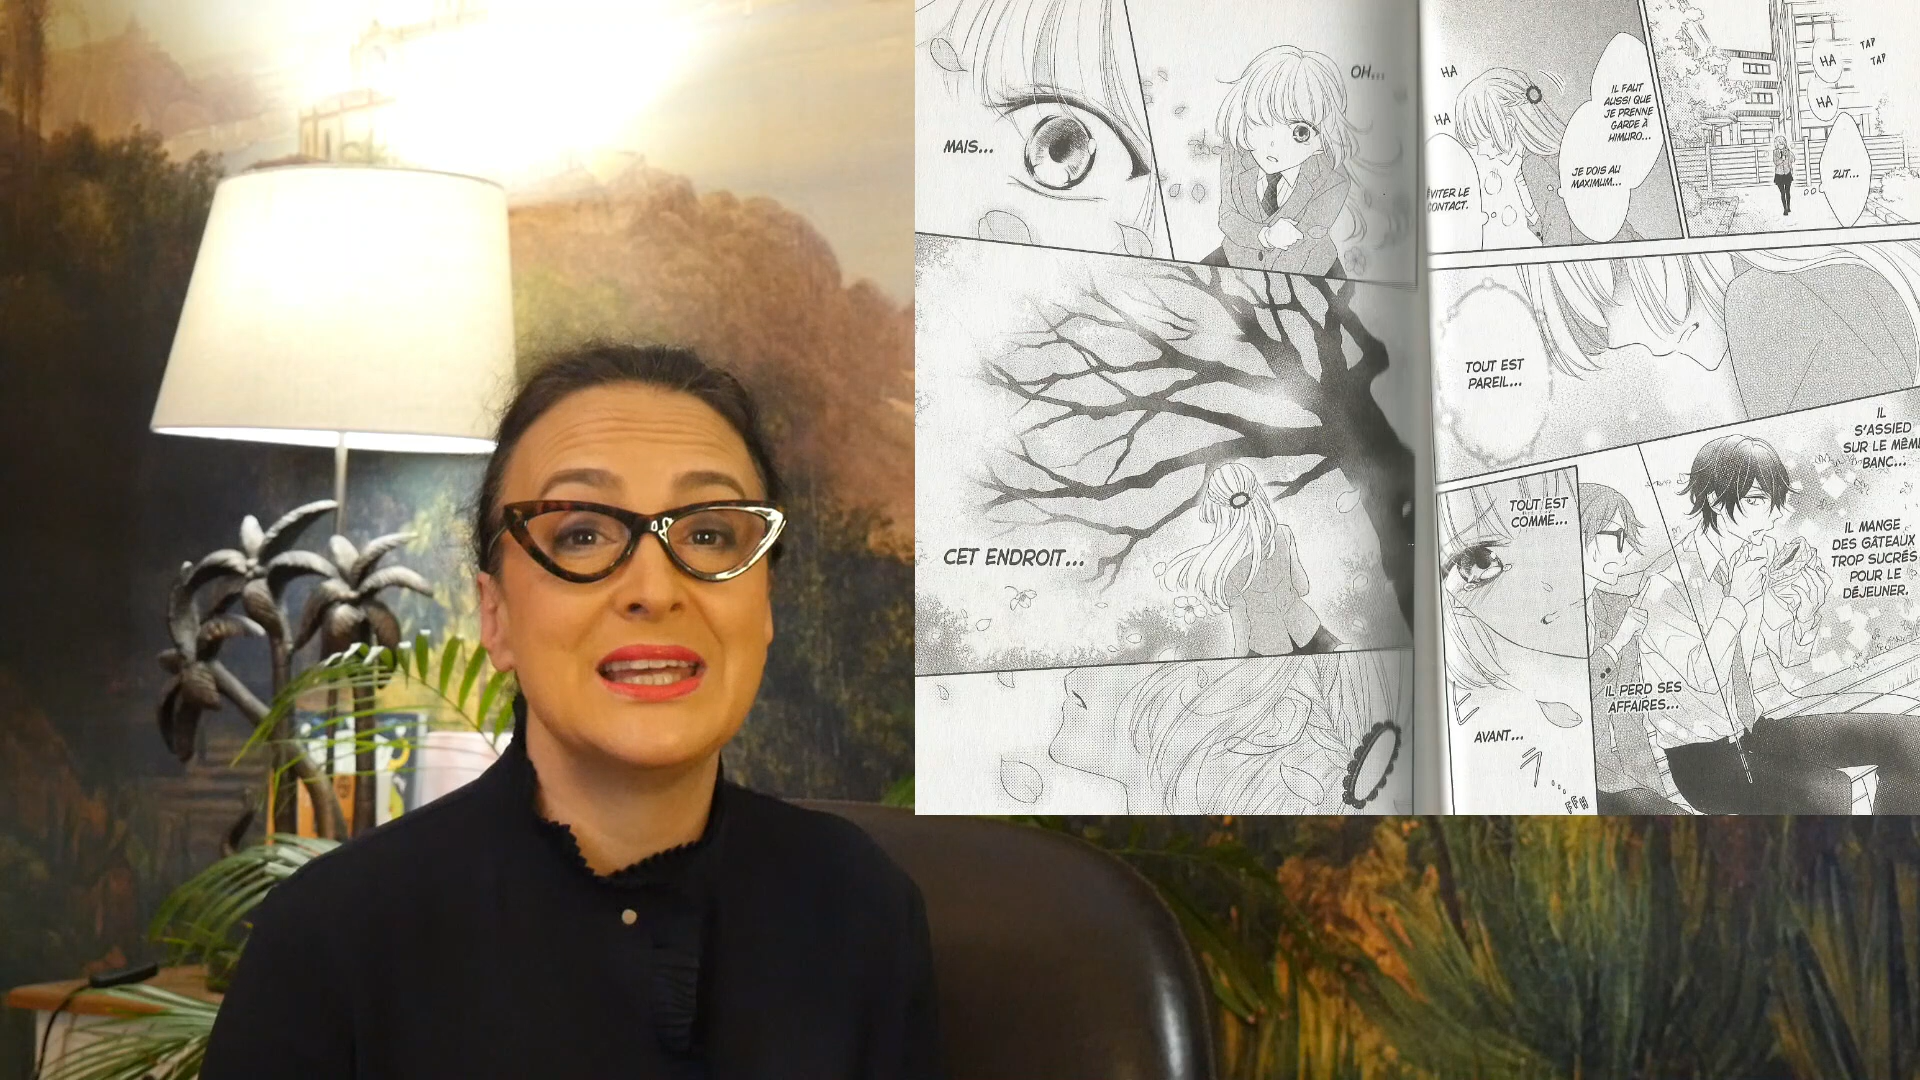 MAIS...
OH...
CET ENDROIT...
HA
HA
IL FAUT
AUSSI QUE
JE PRENNE
GARDE À
HIMURO...
JE DOIS AU
MAXIMUM...
ÉVITER LE
CONTACT.
TAP
TAP
HA
HA
ZUT...
TOUT EST
PAREIL...
IL
S'ASSIED
SUR LE MÊME
BANC...
IL MANGE
DES GÂTEAUX
TROP SUCRÉS
POUR LE
DÉJEUNER.
TOUT EST
COMME...
IL PERD SES
AFFAIRES...
AVANT...
FFH